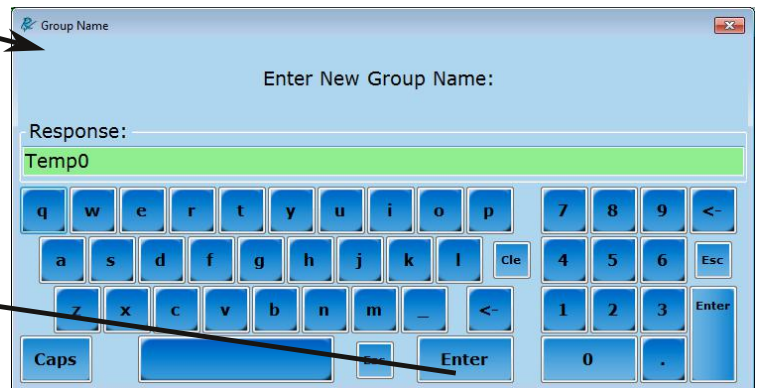 Group Name
Enter New Group Name:
Response:
Temp0
q w e r t y u i o p 7 8 9 <-
a s d f g h j k l Cle 4 5 6 Esc
z x c v b n m _ <- 1 2 3 Enter
Caps Esc Enter 0 .